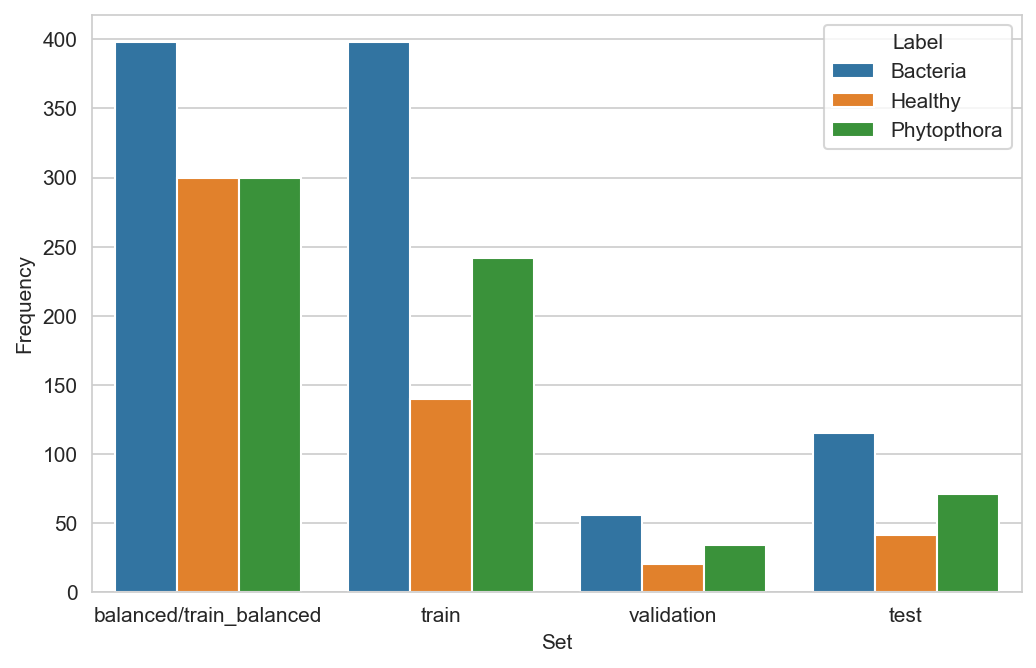 400
350
300
250
200
150
100
50
0
Frequency
Label
Bacteria
Healthy
Phytopthora
balanced/train_balanced
train
validation
test
Set